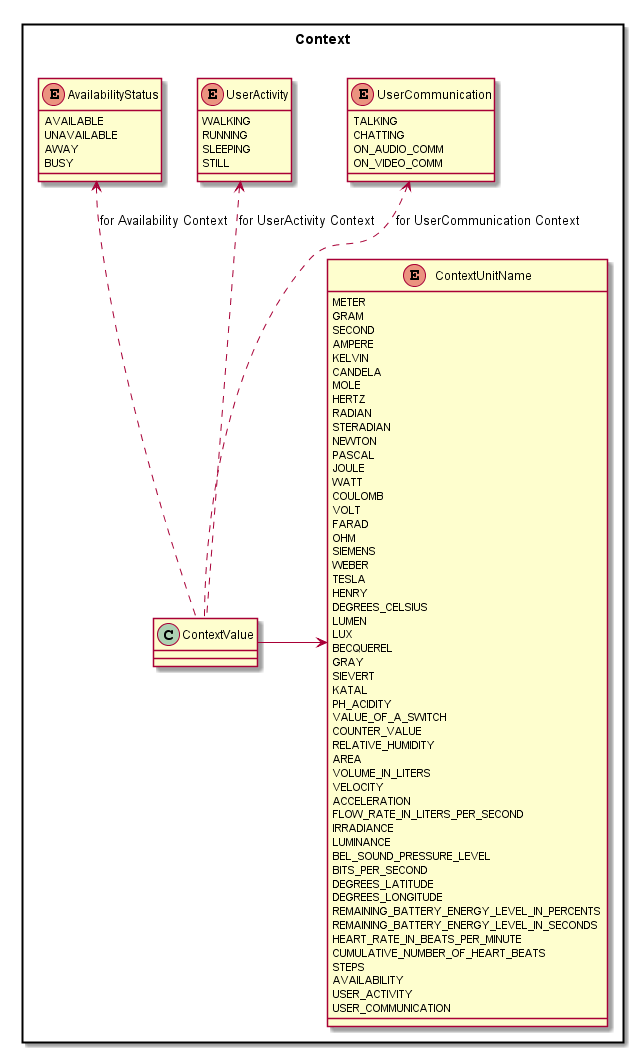 Context
E AvailabilityStatus
AVAILABLE
UNAVAILABLE
AWAY
BUSY
E UserActivity
WALKING
RUNNING
SLEEPING
STILL
E UserCommunication
TALKING
CHATTING
ON_AUDIO_COMM
ON_VIDEO_COMM
for Availability Context
for UserActivity Context
for UserCommunication Context
E ContextUnitName
METER
GRAM
SECOND
AMPERE
KELVIN
CANDELA
MOLE
HERTZ
RADIAN
STERADIAN
NEWTON
PASCAL
JOULE
WATT
COULOMB
VOLT
FARAD
OHM
SIEMENS
WEBER
TESLA
HENRY
DEGREES_CELSIUS
LUMEN
LUX
BECQUEREL
GRAY
SIEVERT
KATAL
PH_ACIDITY
VALUE_OF_A_SWITCH
COUNTER_VALUE
RELATIVE_HUMIDITY
AREA
VOLUME_IN_LITERS
VELOCITY
ACCELERATION
FLOW_RATE_IN_LITERS_PER_SECOND
IRRADIANCE
LUMINANCE
BEL_SOUND_PRESSURE_LEVEL
BITS_PER_SECOND
DEGREES_LATITUDE
DEGREES_LONGITUDE
REMAINING_BATTERY_ENERGY_LEVEL_IN_PERCENTS
REMAINING_BATTERY_ENERGY_LEVEL_IN_SECONDS
HEART_RATE_IN_BEATS_PER_MINUTE
CUMULATIVE_NUMBER_OF_HEART_BEATS
STEPS
AVAILABILITY
USER_ACTIVITY
USER_COMMUNICATION
C ContextValue